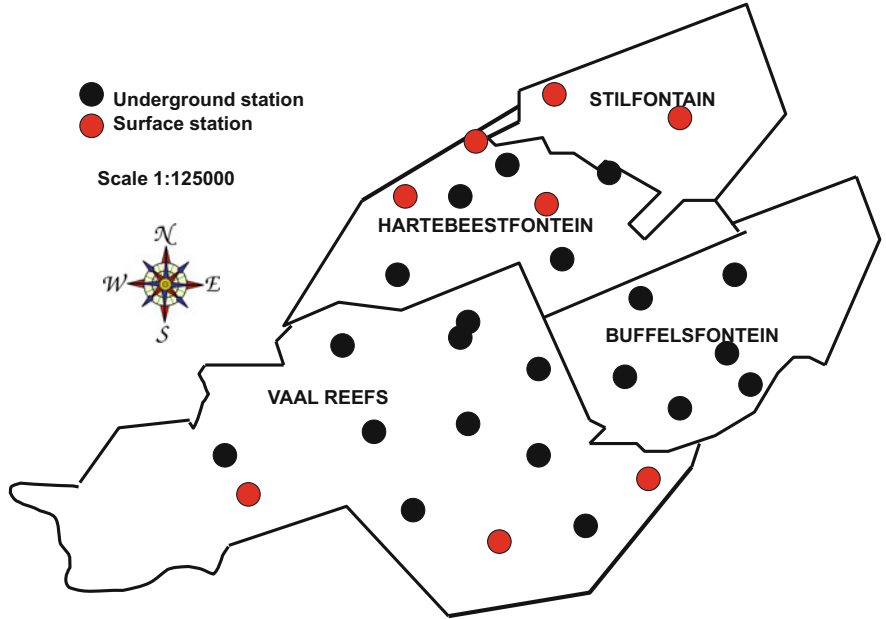 STILFONTAIN
Underground station
Surface station
Scale 1:125000
HARTEBEESTFONTEIN
N
W E
S
BUFFELSFONTEIN
VAAL REEFS